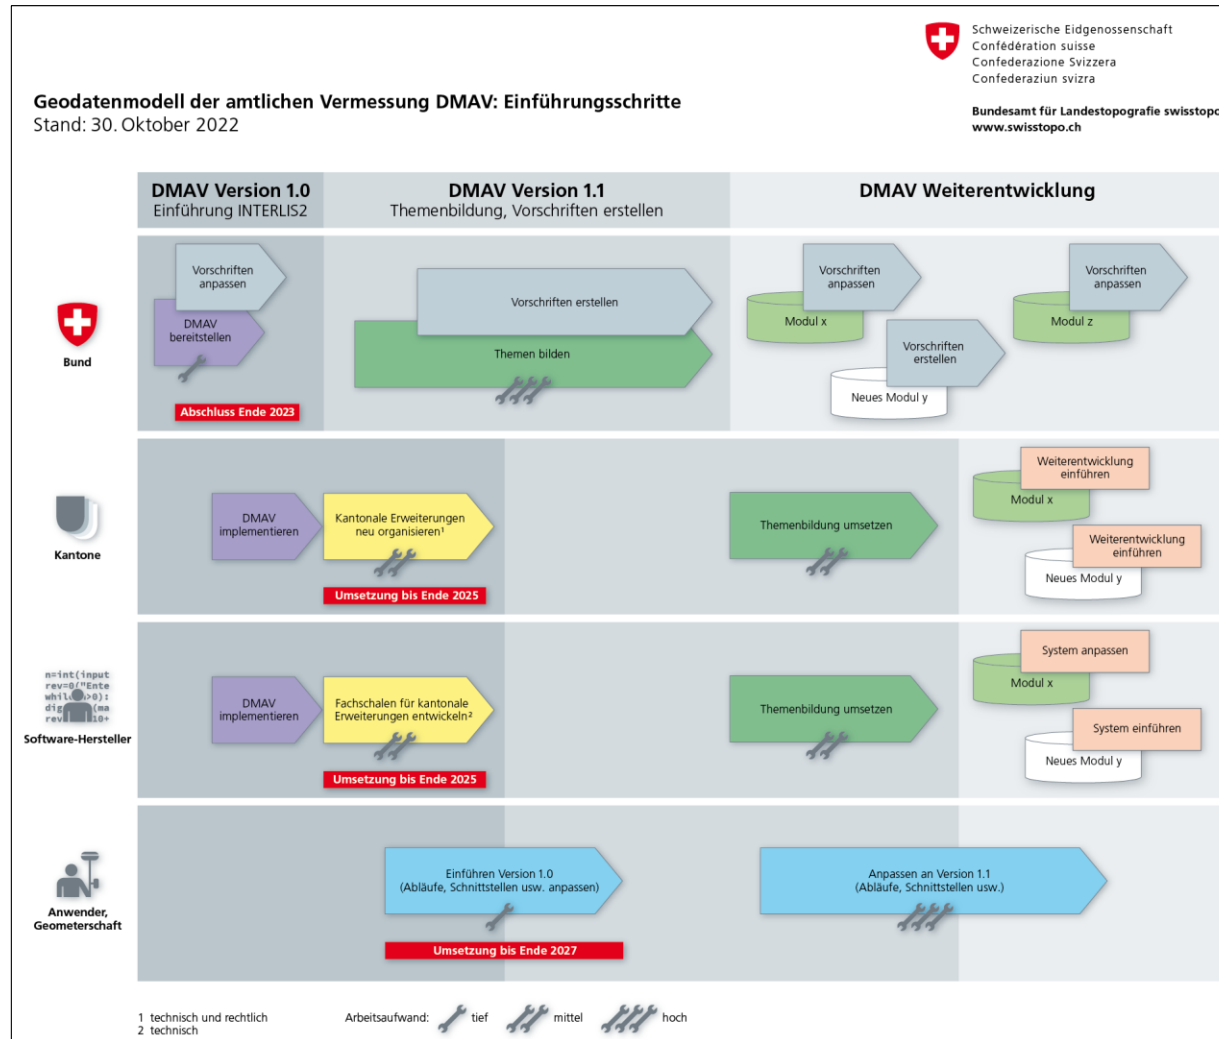 Schweizerische Eidgenossenschaft
Confédération suisse
Confederazione Svizzera
Confederaziun svizra
Bundesamt für Landestopografie swisstopo
www.swisstopo.ch
Geodatenmodell der amtlichen Vermessung DMAV: Einführungsschritte
Stand: 30. Oktober 2022
DMAV Version 1.0
Einführung INTERLIS2
DMAV Version 1.1
Themenbildung, Vorschriften erstellen
DMAV Weiterentwicklung
Bund
Vorschriften
anpassen
DMAV
bereitstellen
Abschluss Ende 2023
Vorschriften erstellen
Themen bilden
Vorschriften
anpassen
Modul x
Vorschriften
erstellen
Neues Modul y
Vorschriften
anpassen
Modul z
Kantone
DMAV
implementieren
Kantonale Erweiterungen
neu organisieren¹
Umsetzung bis Ende 2025
Themenbildung umsetzen
Weiterentwicklung
einführen
Modul x
Weiterentwicklung
einführen
Neues Modul y
n=int(input
rev=0("Ente
Software-Hersteller
DMAV
implementieren
Fachschalen für kantonale
Erweiterungen entwickeln²
Umsetzung bis Ende 2025
Themenbildung umsetzen
System anpassen
Modul x
System einführen
Neues Modul y
Anwender,
Geometerschaft
Einführen Version 1.0
(Abläufe, Schnittstellen usw. anpassen)
Umsetzung bis Ende 2027
Anpassen an Version 1.1
(Abläufe, Schnittstellen usw.)
1 technisch und rechtlich
2 technisch
Arbeitsaufwand: tief mittel hoch